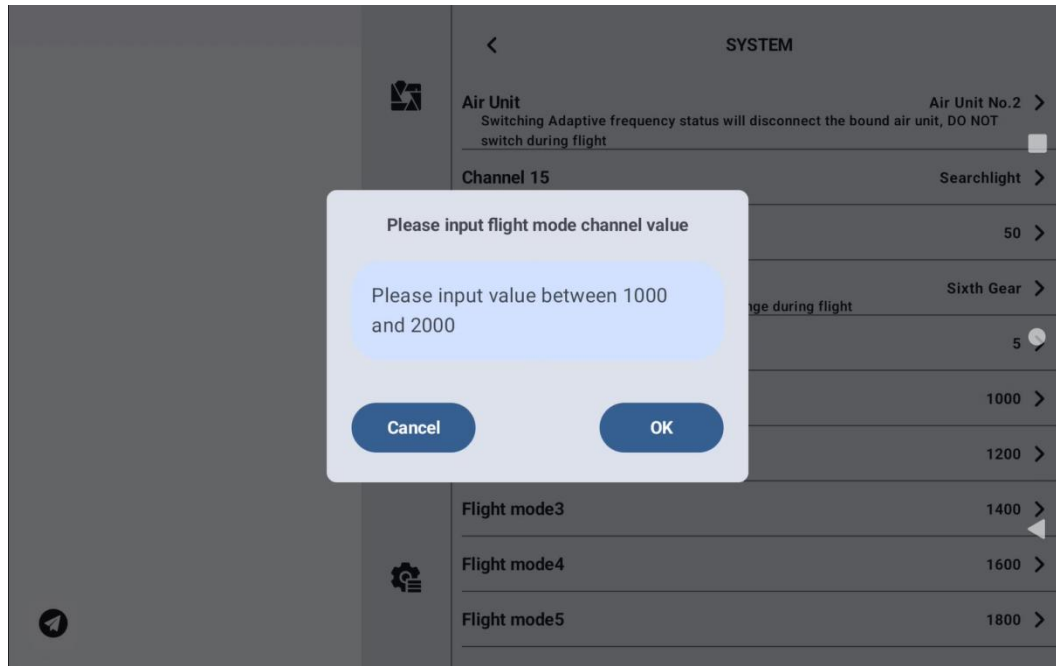 SYSTEM
Air Unit
Air Unit No.2
Switching Adaptive frequency status will disconnect the bound air unit, DO NOT
switch during flight
Channel 15
Searchlight
Please input flight mode channel value
50
Please input value between 1000
and 2000
Sixth Gear
during flight
5
1000
Cancel
OK
1200
Flight mode3
1400
Flight mode4
1600
Flight mode5
1800